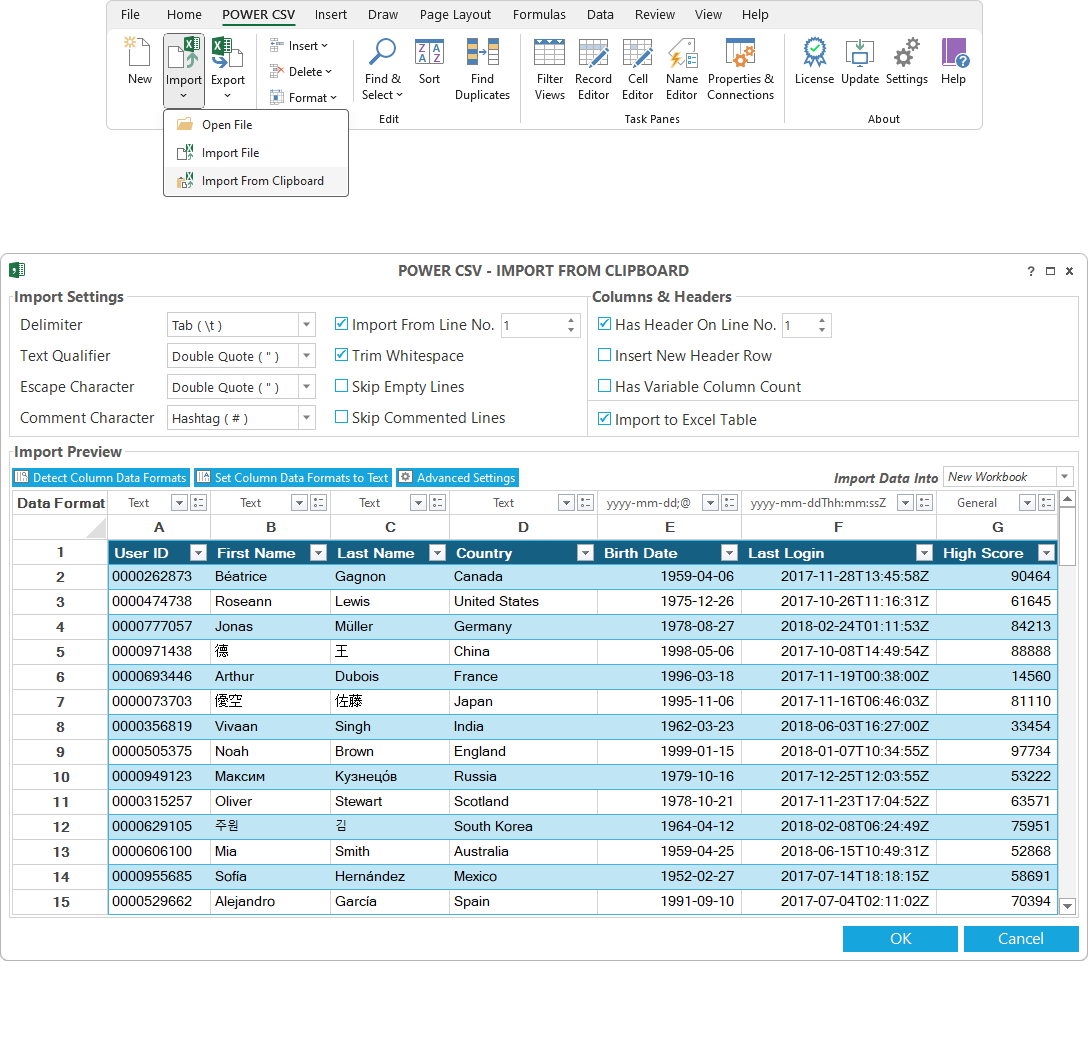 File Home POWER CSV Insert Draw Page Layout Formulas Data Review View Help
New Import Export Insert Delete Format Find & Select Sort Find Duplicates Filter Views Record Editor Cell Editor Name Editor Properties & Connections License Update Settings Help
Edit Task Panes About
Open File
Import File
Import From Clipboard
POWER CSV - IMPORT FROM CLIPBOARD ? x
Import Settings Columns & Headers
Delimiter Tab ( \t ) Import From Line No. 1 Has Header On Line No. 1
Text Qualifier Double Quote ( " ) Trim Whitespace Insert New Header Row
Escape Character Double Quote ( " ) Skip Empty Lines Has Variable Column Count
Comment Character Hashtag ( # ) Skip Commented Lines Import to Excel Table
Import Preview
Detect Column Data Formats Set Column Data Formats to Text Advanced Settings Import Data Into New Workbook
Data Format Text Text Text Text yyyy-mm-dd;@ yyyy-mm-ddThh:mm:ssZ General
A B C D E F G
1 User ID First Name Last Name Country Birth Date Last Login High Score
2 0000262873 Béatrice Gagnon Canada 1959-04-06 2017-11-28T13:45:58Z 90464
3 0000474738 Roseann Lewis United States 1975-12-26 2017-10-26T11:16:31Z 61645
4 0000777057 Jonas Müller Germany 1978-08-27 2018-02-24T01:11:53Z 84213
5 0000971438 德 王 China 1998-05-06 2017-10-08T14:49:54Z 88888
6 0000693446 Arthur Dubois France 1996-03-18 2017-11-19T00:38:00Z 14560
7 0000073703 優空 佐藤 Japan 1995-11-06 2017-11-16T06:46:03Z 81110
8 0000356819 Vivaan Singh India 1962-03-23 2018-06-03T16:27:00Z 33454
9 0000505375 Noah Brown England 1999-01-15 2018-01-07T10:34:55Z 97734
10 0000949123 Максим Кузнецо́в Russia 1979-10-16 2017-12-25T12:03:55Z 53222
11 0000315257 Oliver Stewart Scotland 1978-10-21 2017-11-23T17:04:52Z 63571
12 0000629105 주원 김 South Korea 1964-04-12 2018-02-08T06:24:49Z 75951
13 0000606100 Mia Smith Australia 1959-04-25 2018-06-15T10:49:31Z 52868
14 0000955685 Sofía Hernández Mexico 1952-02-27 2017-07-14T18:18:15Z 58691
15 0000529662 Alejandro García Spain 1991-09-10 2017-07-04T02:11:02Z 70394
OK Cancel